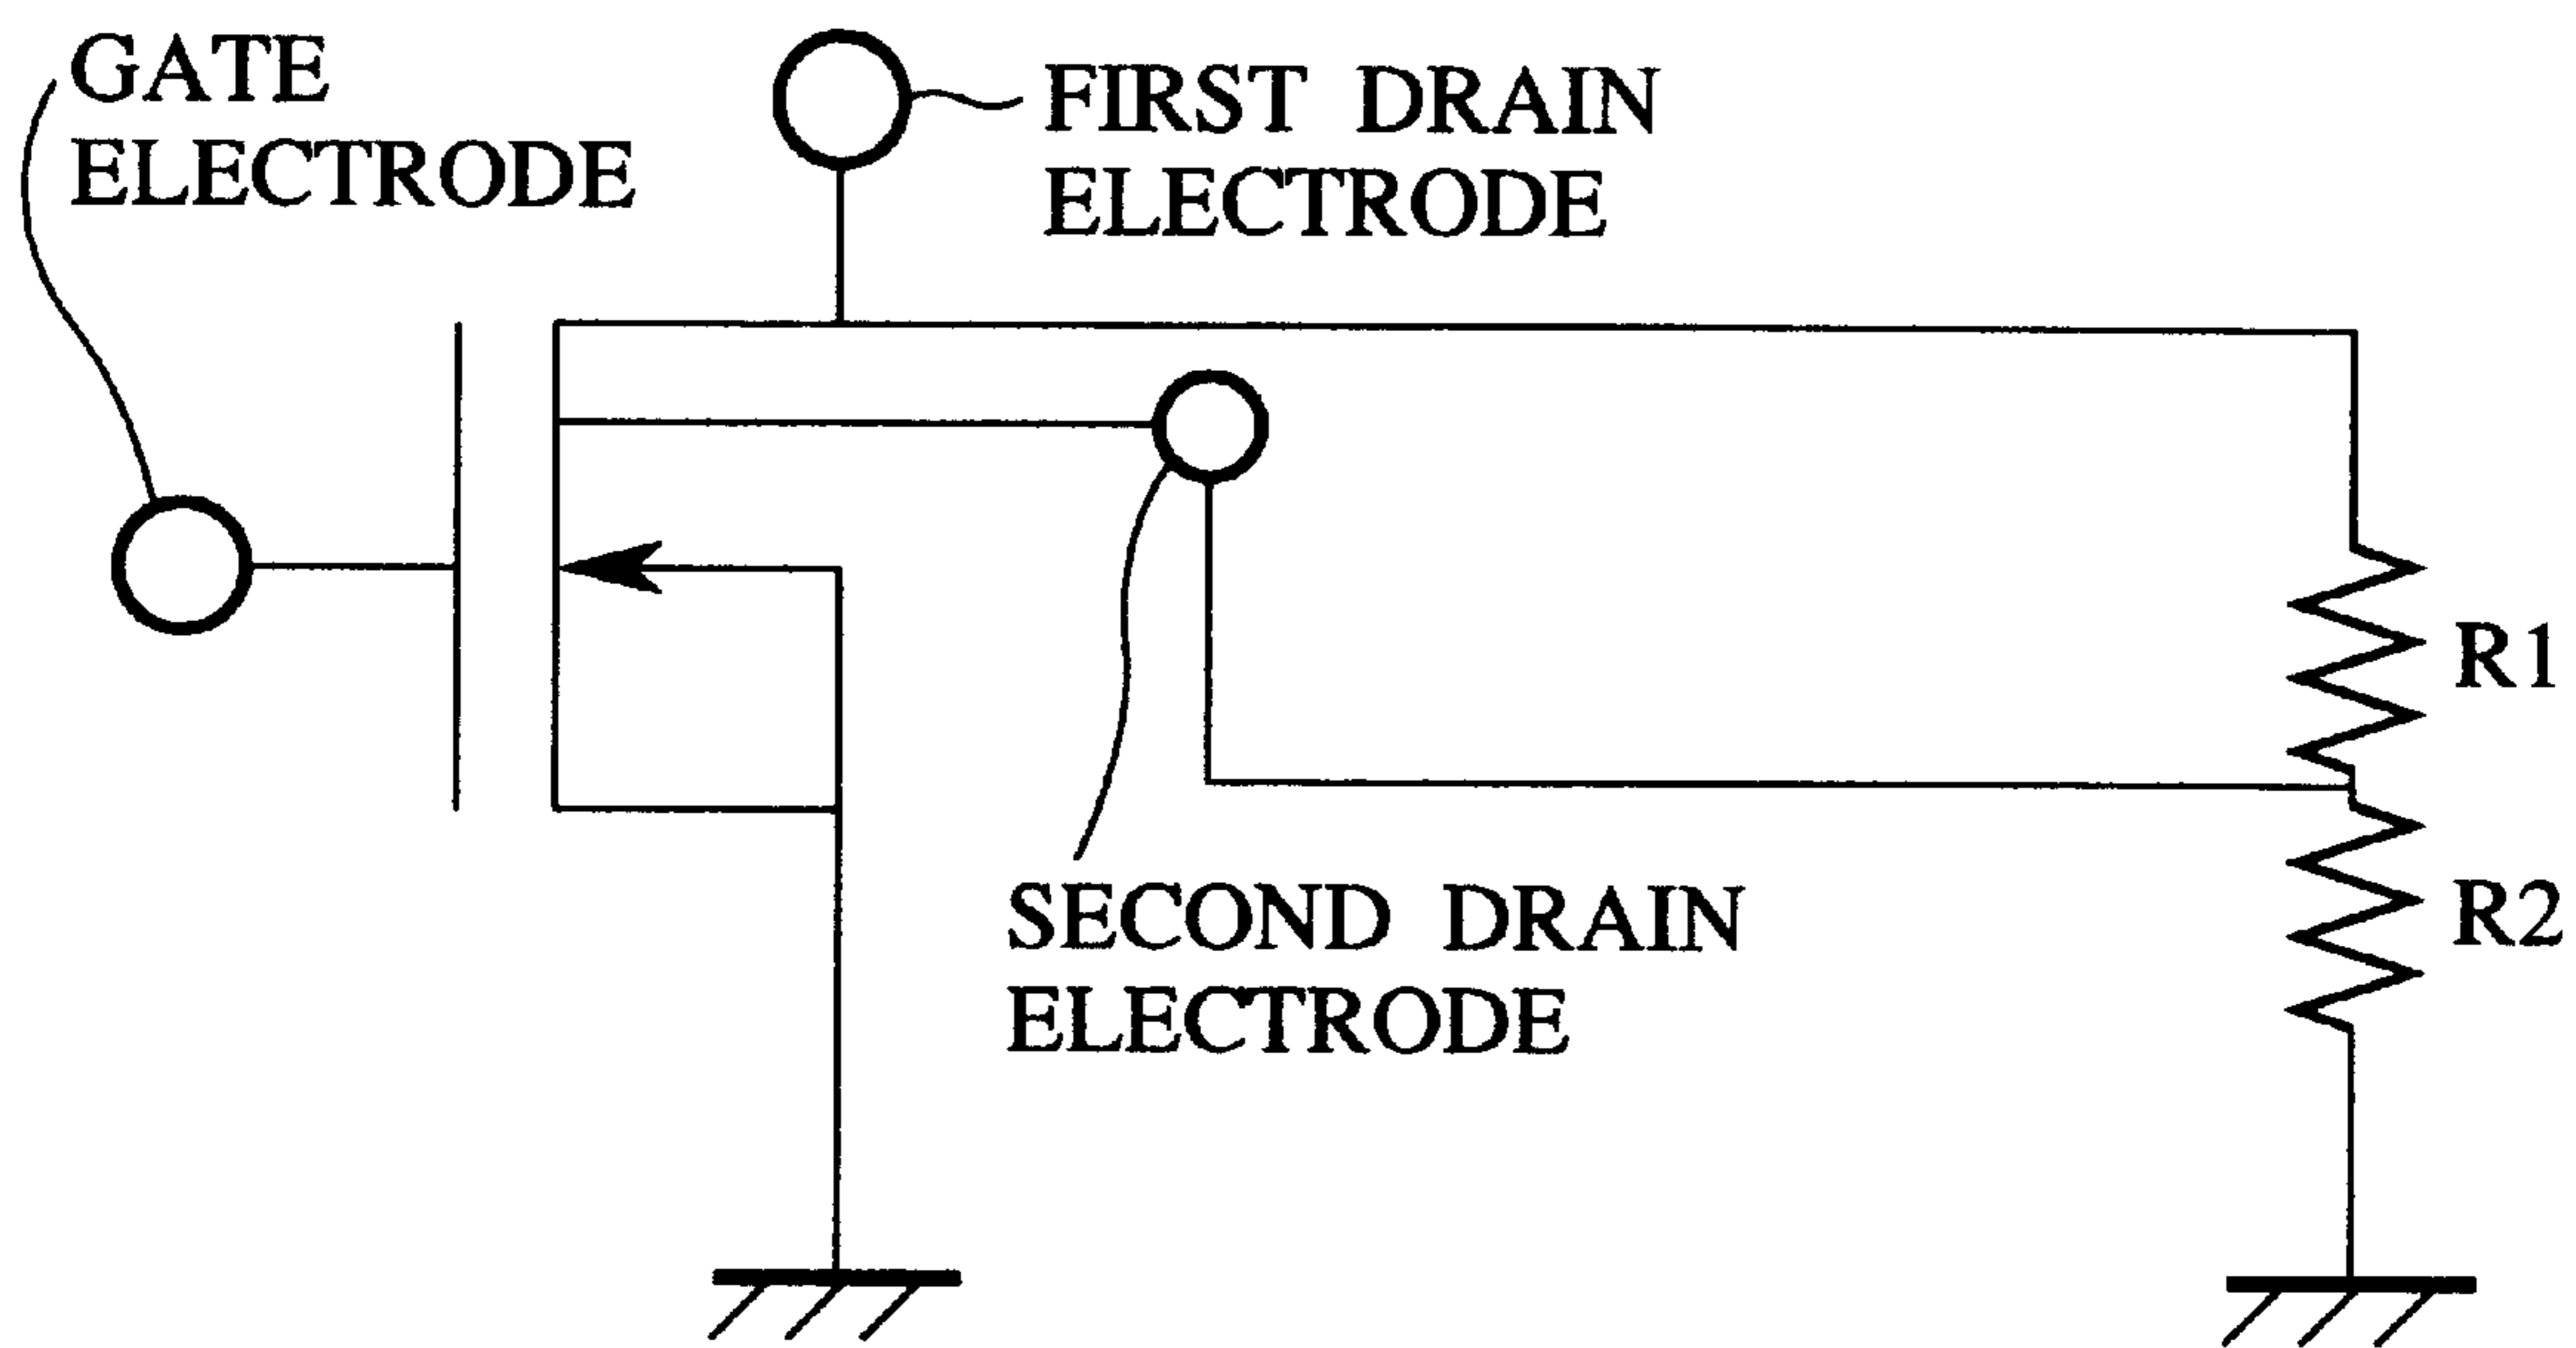 GATE
ELECTRODE
FIRST DRAIN
ELECTRODE
R1
SECOND DRAIN
ELECTRODE
R2